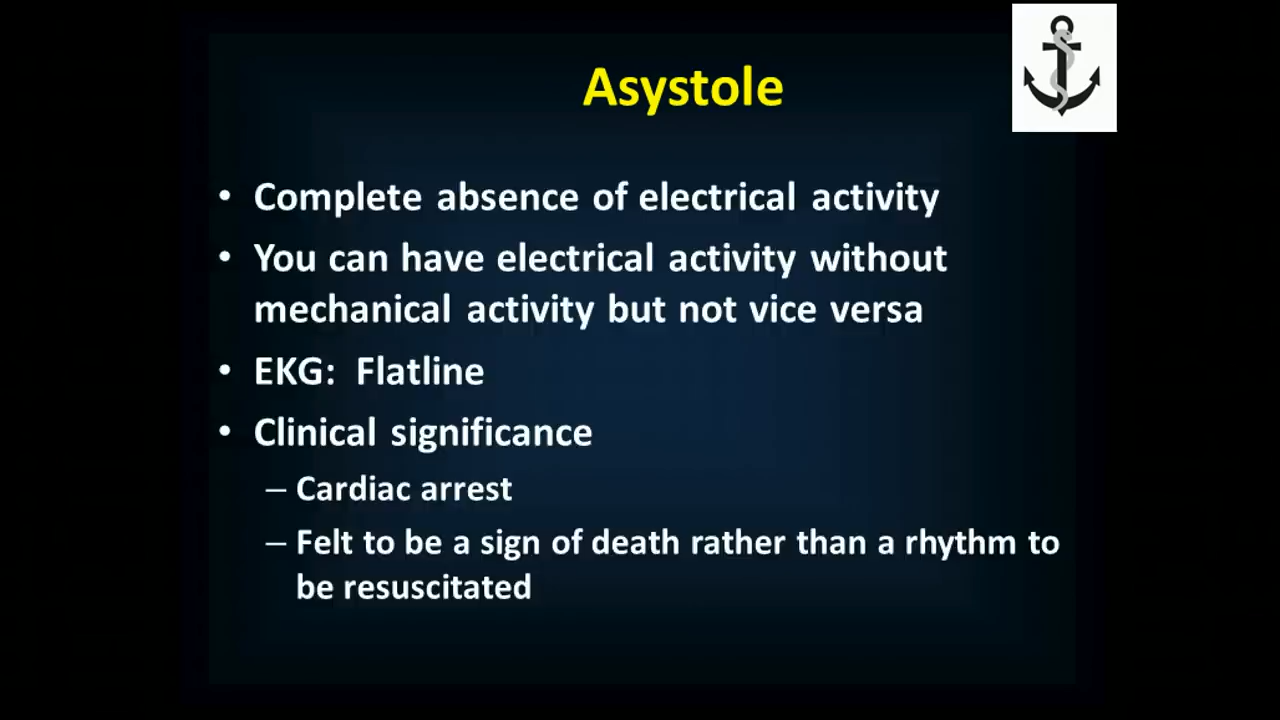 Asystole
• Complete absence of electrical activity
• You can have electrical activity without
mechanical activity but not vice versa
• EKG: Flatline
• Clinical significance
– Cardiac arrest
– Felt to be a sign of death rather than a rhythm to
be resuscitated